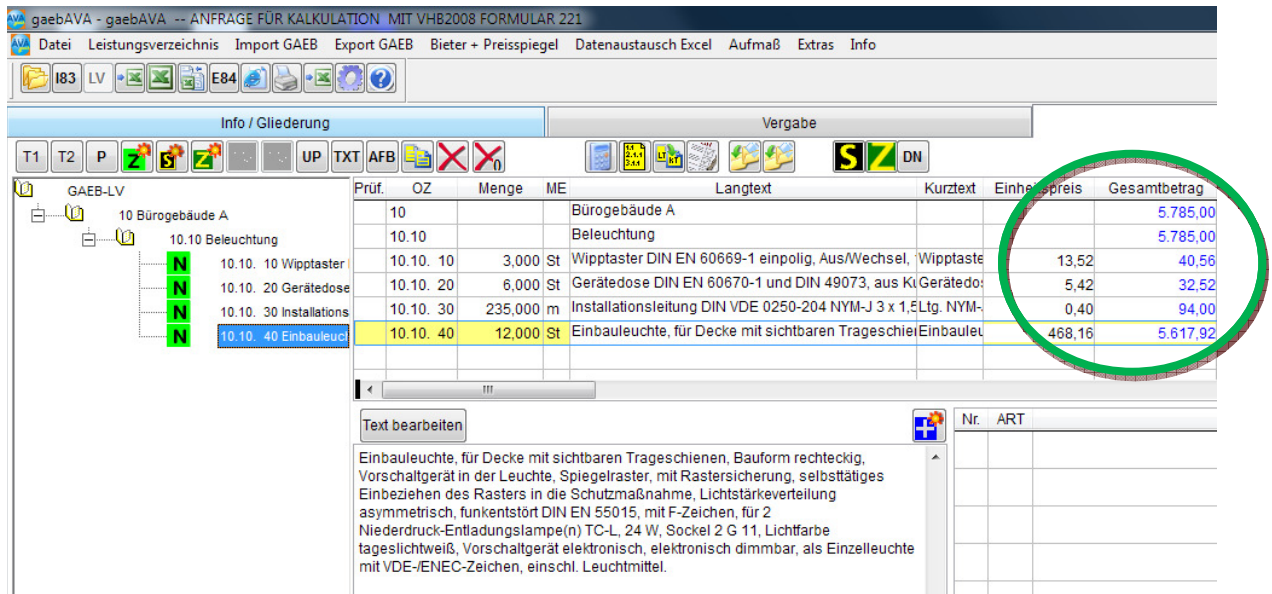 gaebAVA - gaebAVA -- ANFRAGE FÜR KALKULATION MIT VHB2008 FORMULAR 221
AVA Datei Leistungsverzeichnis Import GAEB Export GAEB Bieter + Preisspiegel Datenaustausch Excel Aufmaß Extras Info
I83 LV E84
Info / Gliederung Vergabe
T1 T2 P Z S Z UP TXT AFB S Z DN
GAEB-LV
10 Bürogebäude A
10.10 Beleuchtung
N 10.10. 10 Wipptaster
N 10.10. 20 Gerätedose
N 10.10. 30 Installations
N 10.10. 40 Einbauleuch
Prüf. OZ Menge ME Langtext Kurztext Einheitspreis Gesamtbetrag
10 Bürogebäude A 5.785,00
10.10 Beleuchtung 5.785,00
10.10. 10 3,000 St Wipptaster DIN EN 60669-1 einpolig, Aus/Wechsel, Wipptaste 13,52 40,56
10.10. 20 6,000 St Gerätedose DIN EN 60670-1 und DIN 49073, aus Ku Gerätedo 5,42 32,52
10.10. 30 235,000 m Installationsleitung DIN VDE 0250-204 NYM-J 3 x 1,5 Ltg. NYM- 0,40 94,00
10.10. 40 12,000 St Einbauleuchte, für Decke mit sichtbaren Trageschie Einbauleu 468,16 5.617,92
Text bearbeiten
Nr. ART
Einbauleuchte, für Decke mit sichtbaren Trageschienen, Bauform rechteckig,
Vorschaltgerät in der Leuchte, Spiegelraster, mit Rastersicherung, selbsttätiges
Einbeziehen des Rasters in die Schutzmaßnahme, Lichtstärkeverteilung
asymmetrisch, funkentstört DIN EN 55015, mit F-Zeichen, für 2
Niederdruck-Entladungslampe(n) TC-L, 24 W, Sockel 2 G 11, Lichtfarbe
tageslichtweiß, Vorschaltgerät elektronisch, elektronisch dimmbar, als Einzelleuchte
mit VDE-/ENEC-Zeichen, einschl. Leuchtmittel.